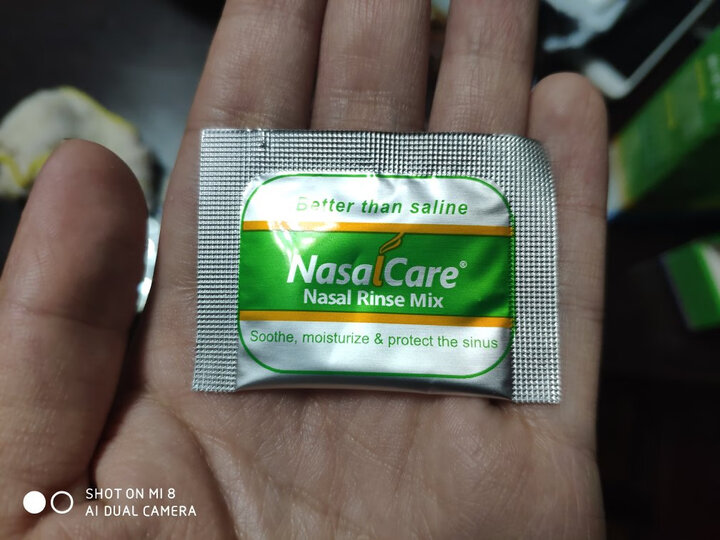 Better than saline
NasalCare®
Nasal Rinse Mix
Soothe, moisturize & protect the sinus
SHOT ON MI 8
AI DUAL CAMERA